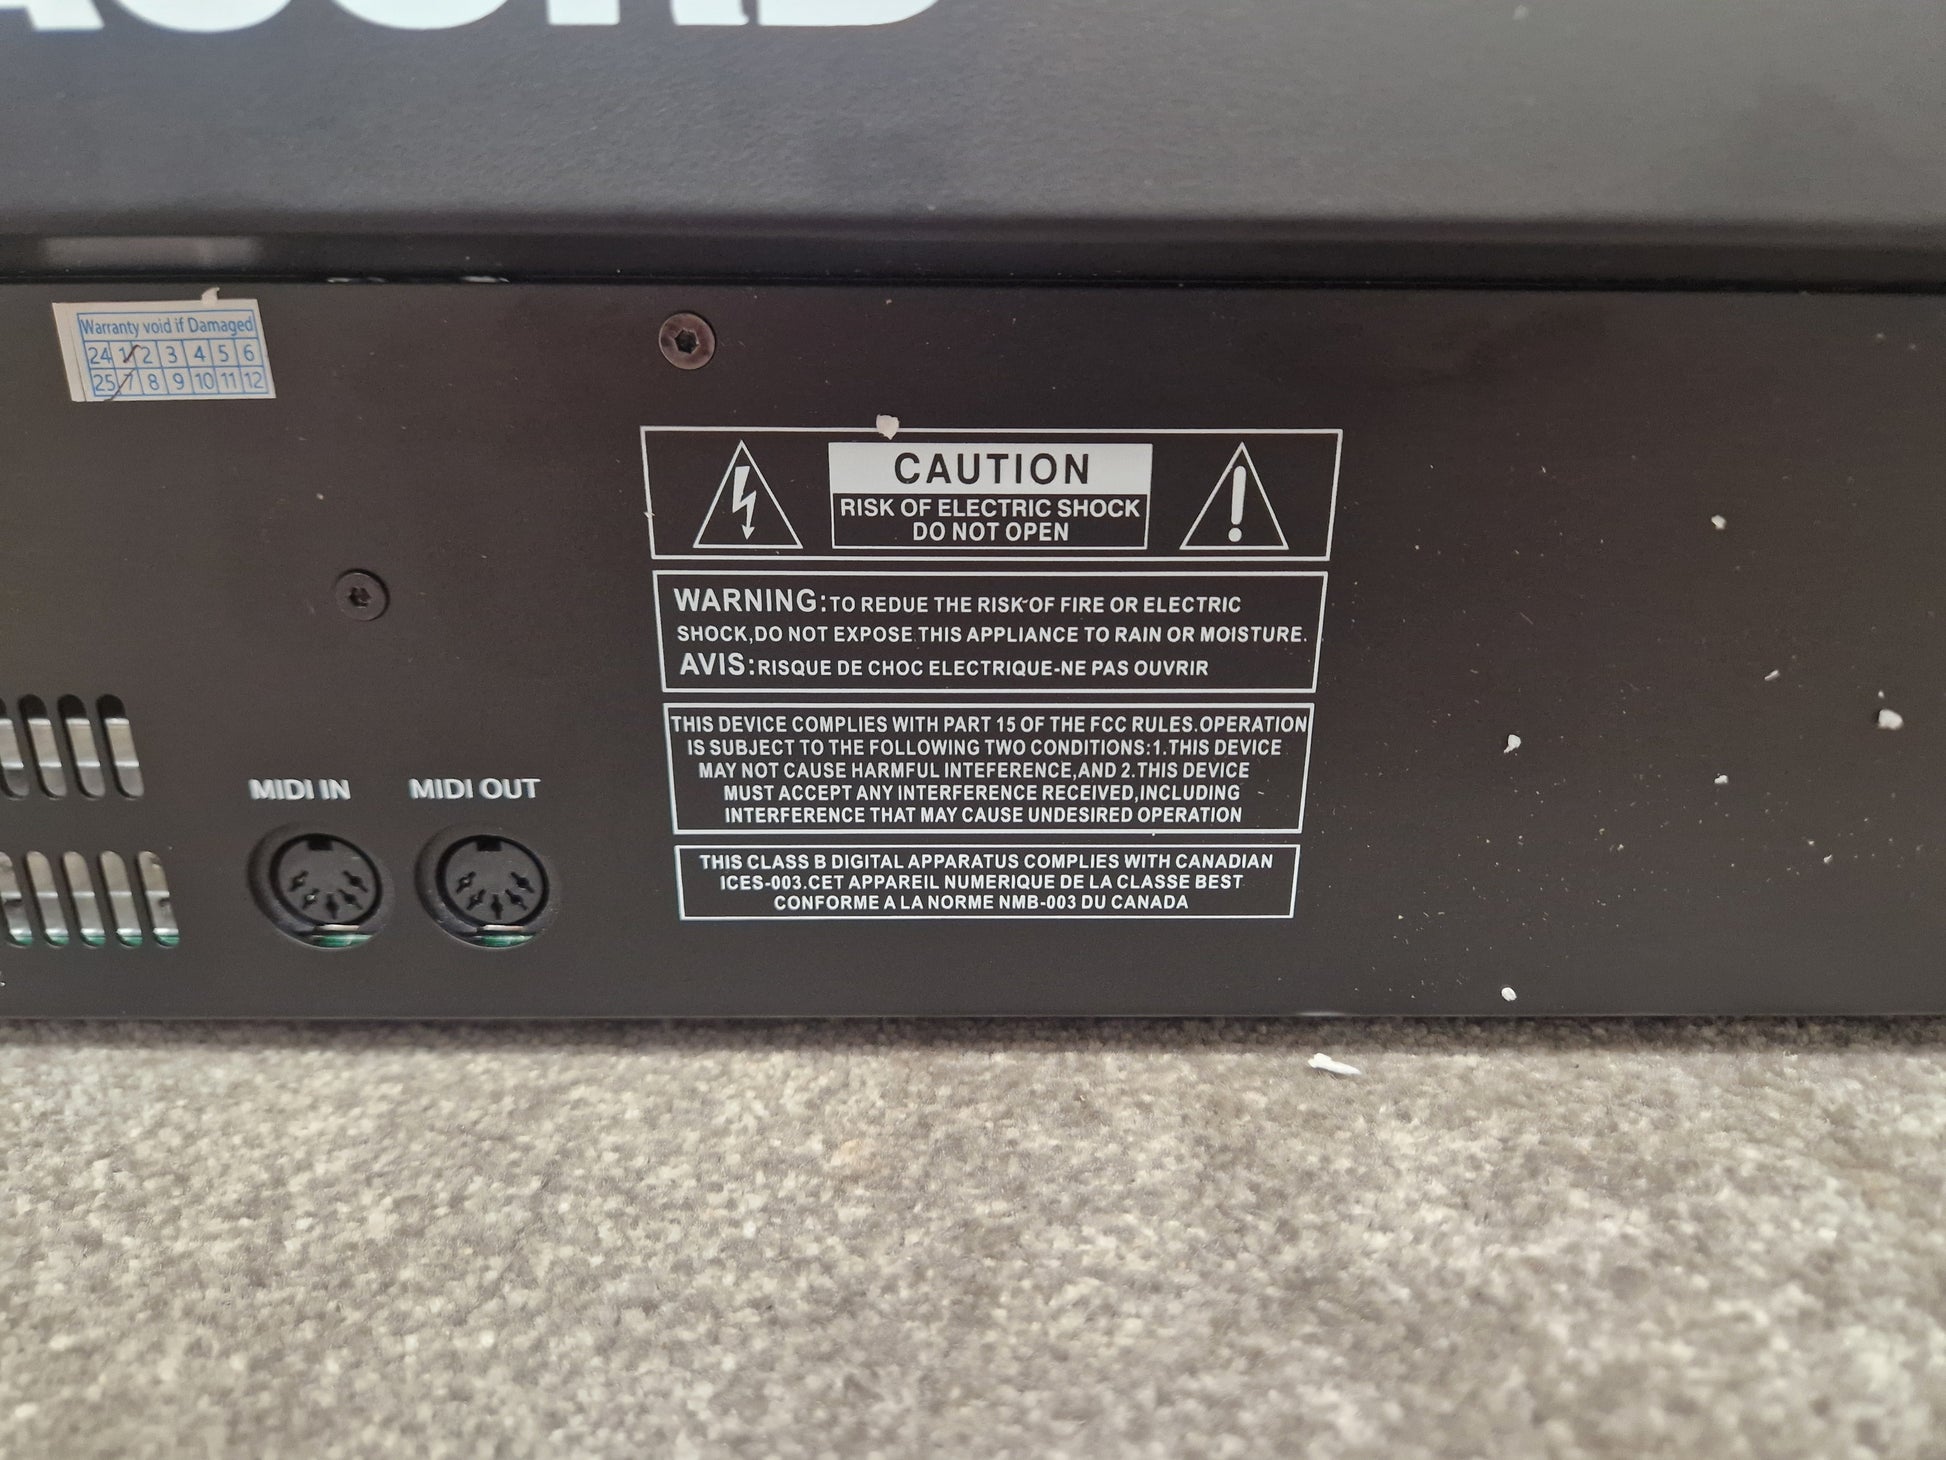 Warranty void if Damaged
24 1 2 3 4 5 6
25 7 8 9 10 11 12
CAUTION
RISK OF ELECTRIC SHOCK
DO NOT OPEN
WARNING:TO REDUE THE RISK OF FIRE OR ELECTRIC
SHOCK,DO NOT EXPOSE THIS APPLIANCE TO RAIN OR MOISTURE.
AVIS:RISQUE DE CHOC ELECTRIQUE-NE PAS OUVRIR
THIS DEVICE COMPLIES WITH PART 15 OF THE FCC RULES.OPERATION
IS SUBJECT TO THE FOLLOWING TWO CONDITIONS:1.THIS DEVICE
MAY NOT CAUSE HARMFUL INTEFERENCE,AND 2.THIS DEVICE
MUST ACCEPT ANY INTERFERENCE RECEIVED,INCLUDING
INTERFERENCE THAT MAY CAUSE UNDESIRED OPERATION
THIS CLASS B DIGITAL APPARATUS COMPLIES WITH CANADIAN
ICES-003.CET APPAREIL NUMERIQUE DE LA CLASSE BEST
CONFORME A LA NORME NMB-003 DU CANADA
MIDI IN
MIDI OUT